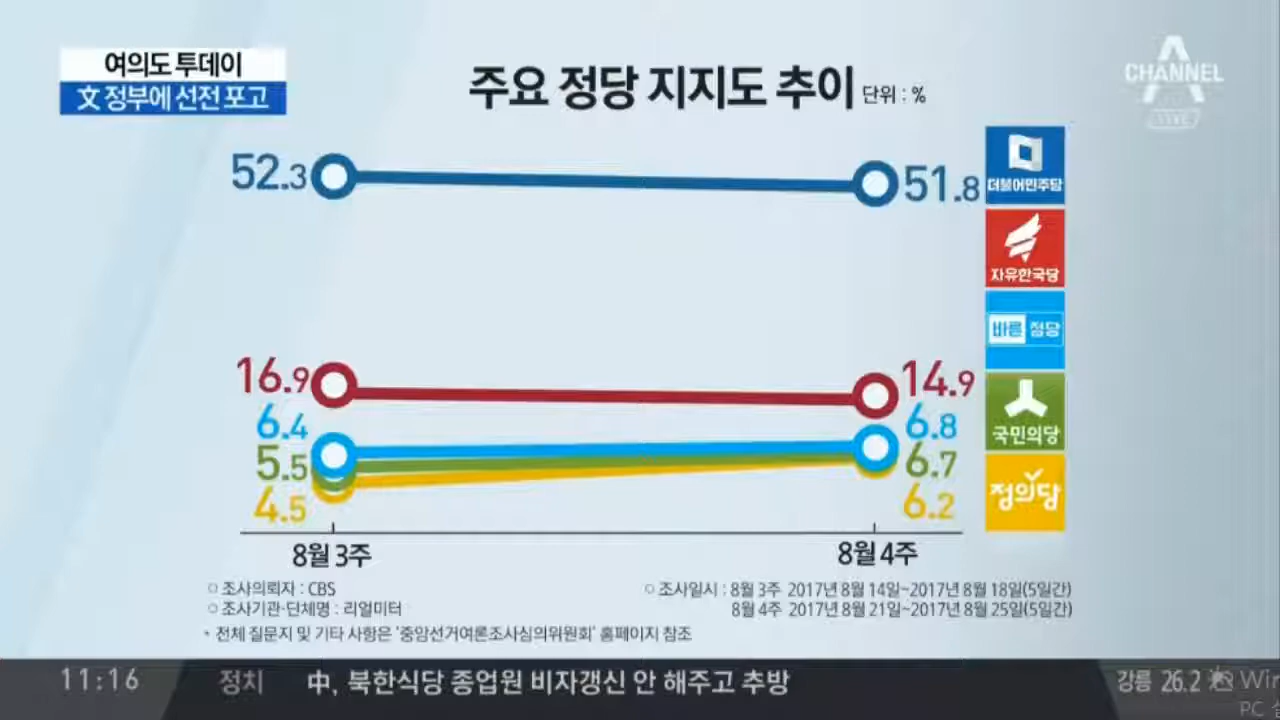 여의도 투데이
文 정부에 선전 포고
주요 정당 지지도 추이 단위 : %
CHANNEL A
LIVE
52.3
51.8
더불어민주당
자유한국당
바른정당
16.9
14.9
6.4
6.8
국민의당
5.5
6.7
4.5
6.2
정의당
8월 3주
8월 4주
○ 조사의뢰자 : CBS
○ 조사일시 : 8월 3주 2017년 8월 14일~2017년 8월 18일(5일간)
○ 조사기관·단체명 : 리얼미터
8월 4주 2017년 8월 21일~2017년 8월 25일(5일간)
* 전체 질문지 및 기타 사항은 '중앙선거여론조사심의위원회' 홈페이지 참조
11:16 정치 中, 북한식당 종업원 비자갱신 안 해주고 추방 강릉 26.2
Win
PC 설